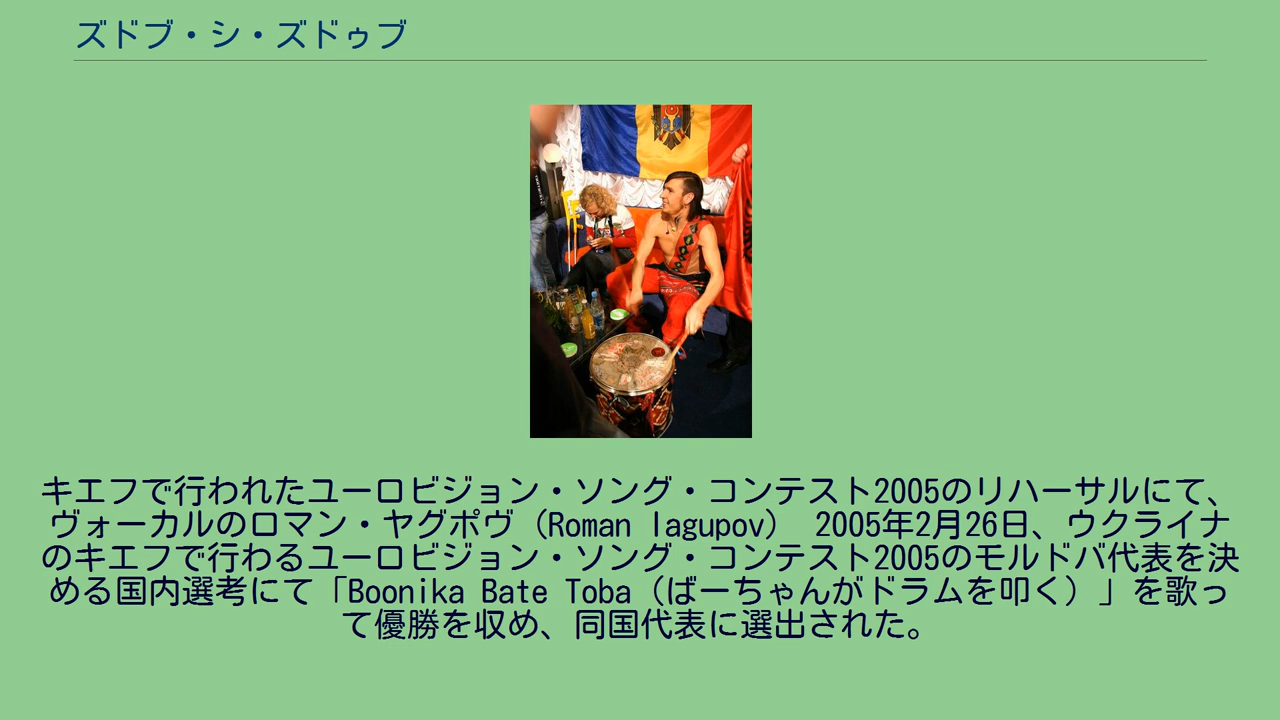 ズドブ・シ・ズドゥブ
キエフで行われたユーロビジョン・ソング・コンテスト2005のリハーサルにて、
ヴォーカルのロマン・ヤグポヴ（Roman Iagupov） 2005年2月26日、ウクライナ
のキエフで行わるユーロビジョン・ソング・コンテスト2005のモルドバ代表を決
める国内選考にて「Boonika Bate Toba（ばーちゃんがドラムを叩く）」を歌っ
て優勝を収め、同国代表に選出された。